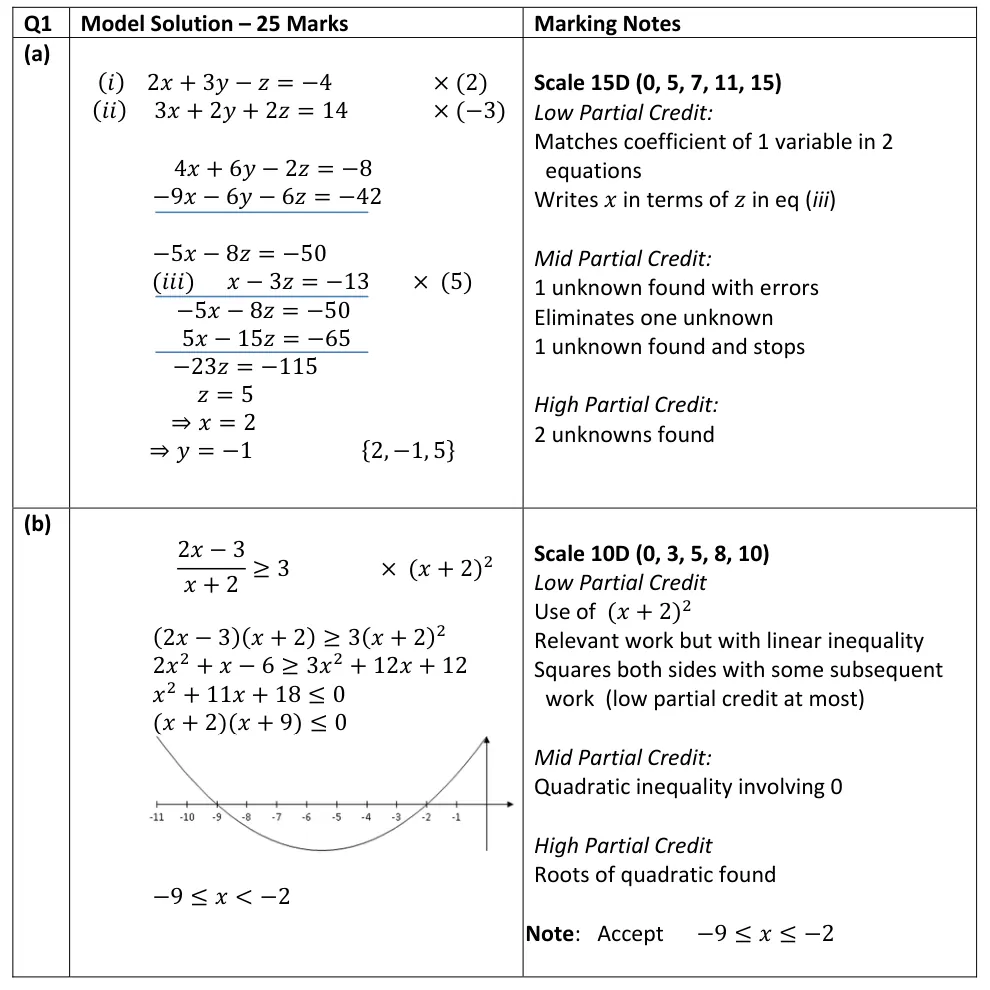 Q1 Model Solution – 25 Marks Marking Notes
(a)
(i) 2x + 3y − z = −4 × (2)
(ii) 3x + 2y + 2z = 14 × (−3)
4x + 6y − 2z = −8
−9x − 6y − 6z = −42
−5x − 8z = −50
(iii) x − 3z = −13 × (5)
−5x − 8z = −50
5x − 15z = −65
−23z = −115
z = 5
⇒ x = 2
⇒ y = −1 {2, −1, 5}
Scale 15D (0, 5, 7, 11, 15)
Low Partial Credit:
Matches coefficient of 1 variable in 2
equations
Writes x in terms of z in eq (iii)
Mid Partial Credit:
1 unknown found with errors
Eliminates one unknown
1 unknown found and stops
High Partial Credit:
2 unknowns found
(b)
(2x − 3)/(x + 2) ≥ 3 × (x + 2)²
(2x − 3)(x + 2) ≥ 3(x + 2)²
2x² + x − 6 ≥ 3x² + 12x + 12
x² + 11x + 18 ≤ 0
(x + 2)(x + 9) ≤ 0
-11 -10 -9 -8 -7 -6 -5 -4 -3 -2 -1
−9 ≤ x < −2
Scale 10D (0, 3, 5, 8, 10)
Low Partial Credit
Use of (x + 2)²
Relevant work but with linear inequality
Squares both sides with some subsequent
work (low partial credit at most)
Mid Partial Credit:
Quadratic inequality involving 0
High Partial Credit
Roots of quadratic found
Note: Accept −9 ≤ x ≤ −2